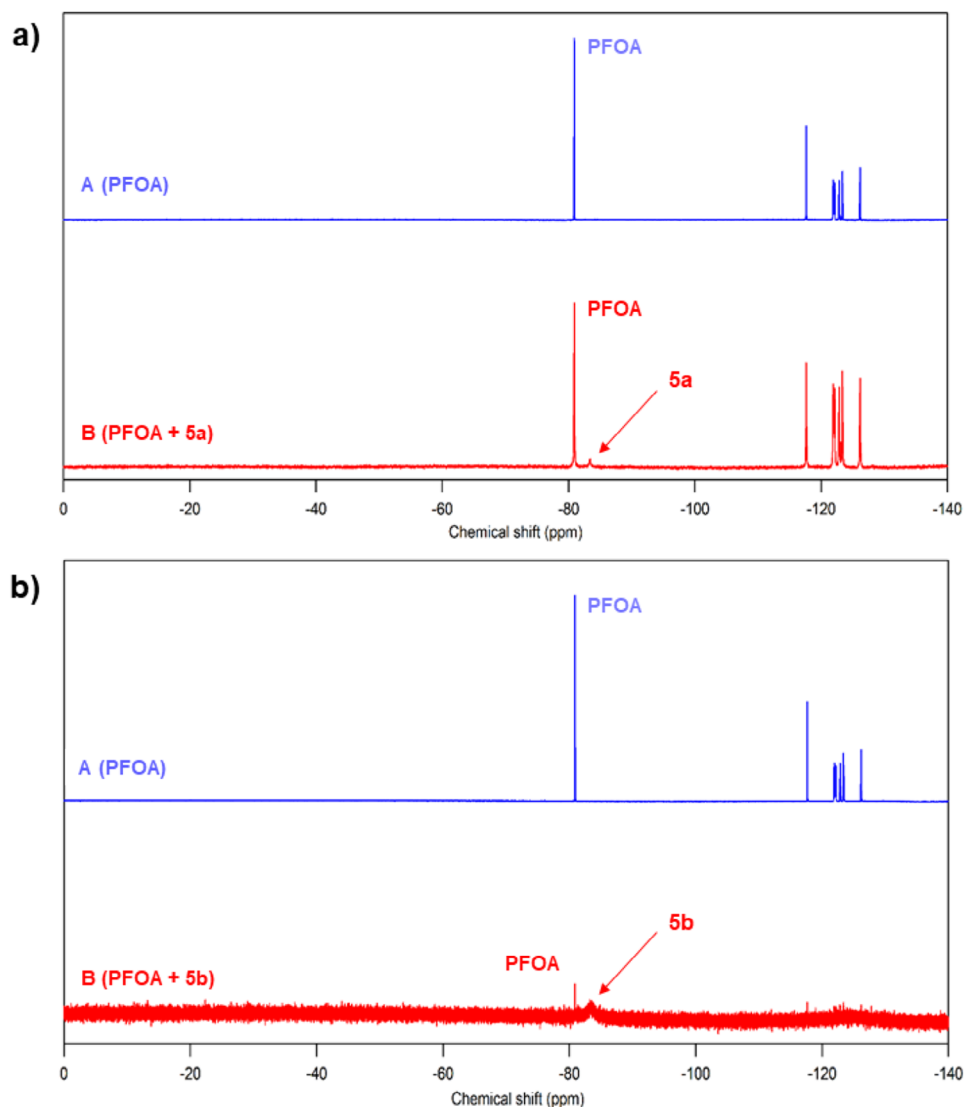 a)
PFOA
A (PFOA)
PFOA
5a
B (PFOA + 5a)
0 -20 -40 -60 -80 -100 -120 -140
Chemical shift (ppm)
b)
PFOA
A (PFOA)
5b
PFOA
B (PFOA + 5b)
0 -20 -40 -60 -80 -100 -120 -140
Chemical shift (ppm)